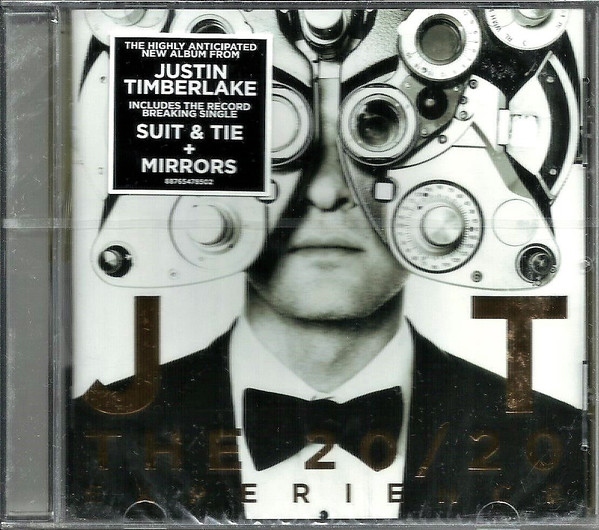 THE HIGHLY ANTICIPATED
NEW ALBUM FROM
JUSTIN
TIMBERLAKE
INCLUDES THE RECORD
BREAKING SINGLE
SUIT & TIE
+
MIRRORS
88765478502
J T
THE 20/20
EXPERIENCE